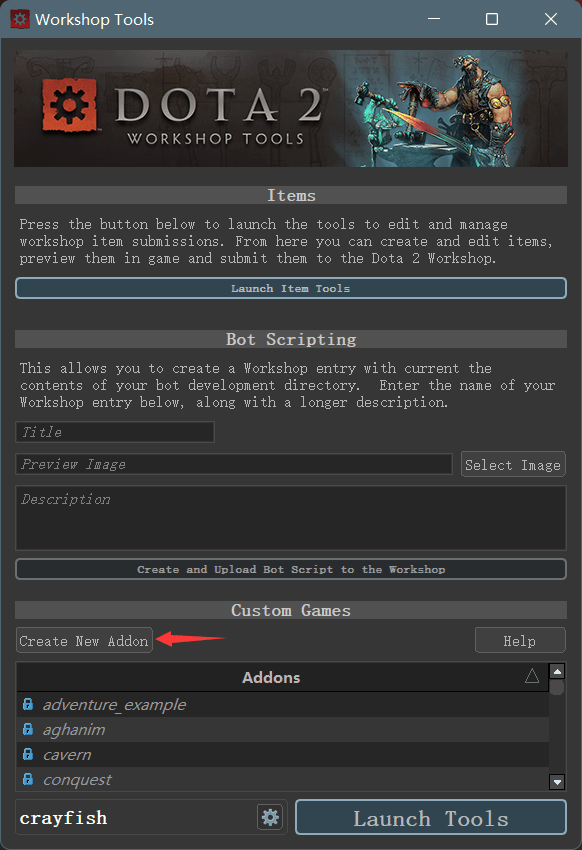 Workshop Tools
DOTA 2™
WORKSHOP TOOLS
Items
Press the button below to launch the tools to edit and manage
workshop item submissions. From here you can create and edit items,
preview them in game and submit them to the Dota 2 Workshop.
Launch Item Tools
Bot Scripting
This allows you to create a Workshop entry with current the
contents of your bot development directory.  Enter the name of your
Workshop entry below, along with a longer description.
Title
Preview Image
Select Image
Description
Create and Upload Bot Script to the Workshop
Custom Games
Create New Addon
Help
Addons
adventure_example
aghanim
cavern
conquest
crayfish
Launch Tools